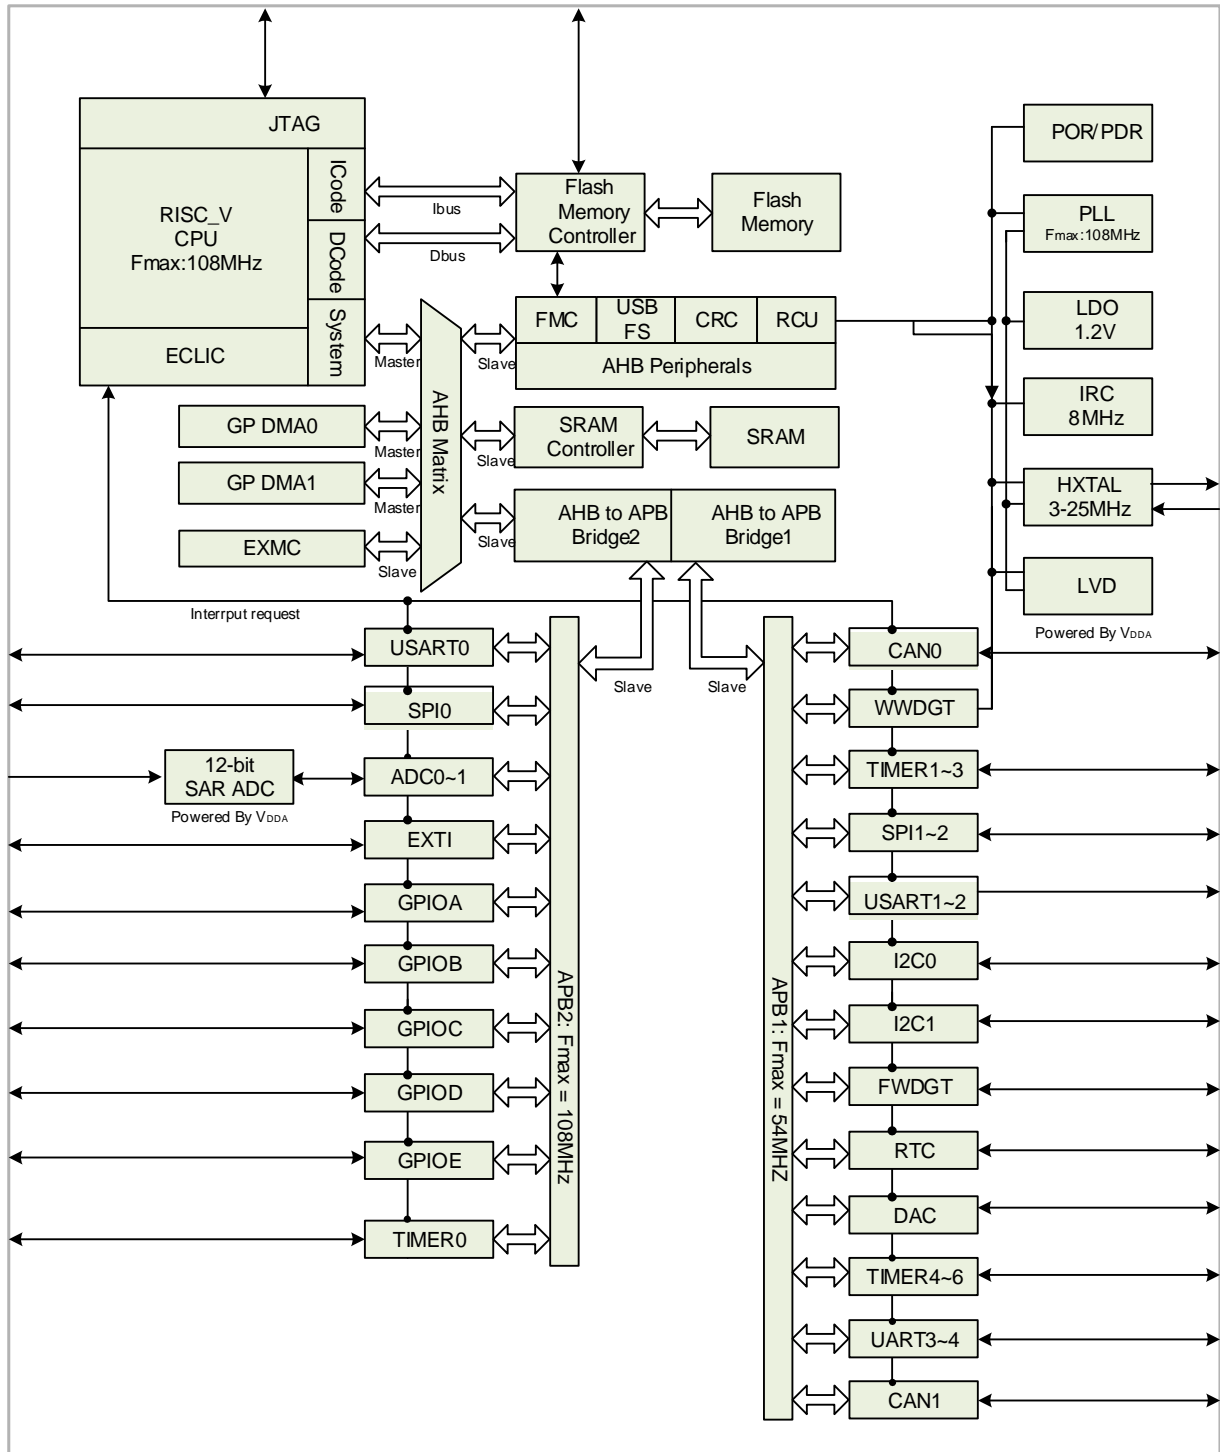 JTAG
ICode
DCode
System
RISC_V
CPU
Fmax:108MHz
ECLIC
Ibus
Dbus
Flash
Memory
Controller
Flash
Memory
POR/PDR
PLL
Fmax:108MHz
LDO
1.2V
IRC
8MHz
HXTAL
3-25MHz
LVD
Powered By VDDA
FMC
USB
FS
CRC
RCU
AHB Peripherals
Master
Slave
AHB Matrix
GP DMA0
Master
GP DMA1
Master
EXMC
Slave
SRAM
Controller
SRAM
Slave
AHB to APB
Bridge2
AHB to APB
Bridge1
Slave
Interrput request
Slave
Slave
USART0
SPI0
12-bit
SAR ADC
Powered By VDDA
ADC0~1
EXTI
GPIOA
GPIOB
GPIOC
GPIOD
GPIOE
TIMER0
APB2: Fmax = 108MHz
APB1: Fmax = 54MHZ
CAN0
WWDGT
TIMER1~3
SPI1~2
USART1~2
I2C0
I2C1
FWDGT
RTC
DAC
TIMER4~6
UART3~4
CAN1